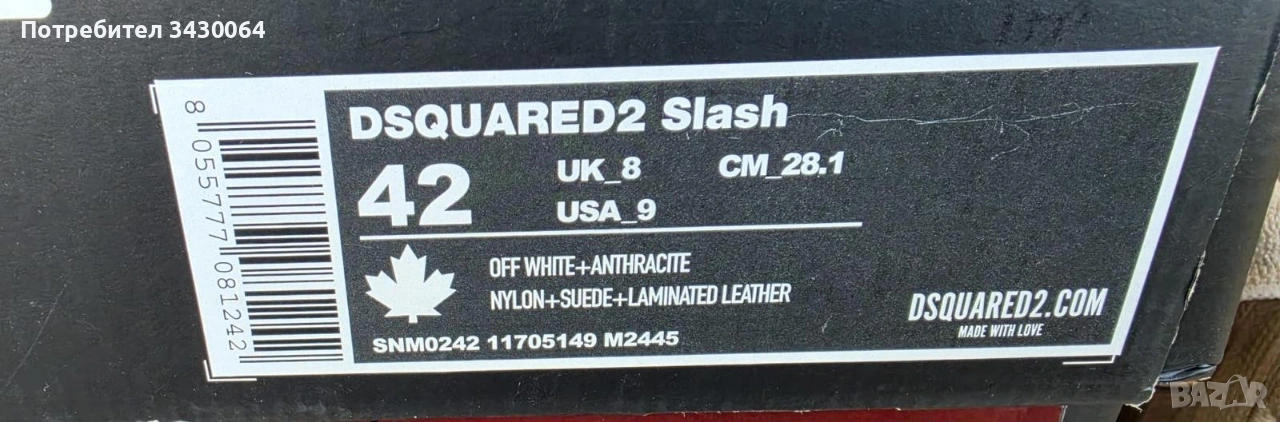 Потребител 3430064
DSQUARED2 Slash
42
UK_8
CM_28.1
USA_9
OFF WHITE+ANTHRACITE
NYLON+SUEDE+LAMINATED LEATHER
SNM0242 11705149 M2445
DSQUARED2.COM
MADE WITH LOVE
8 055777 081242
BAZAR